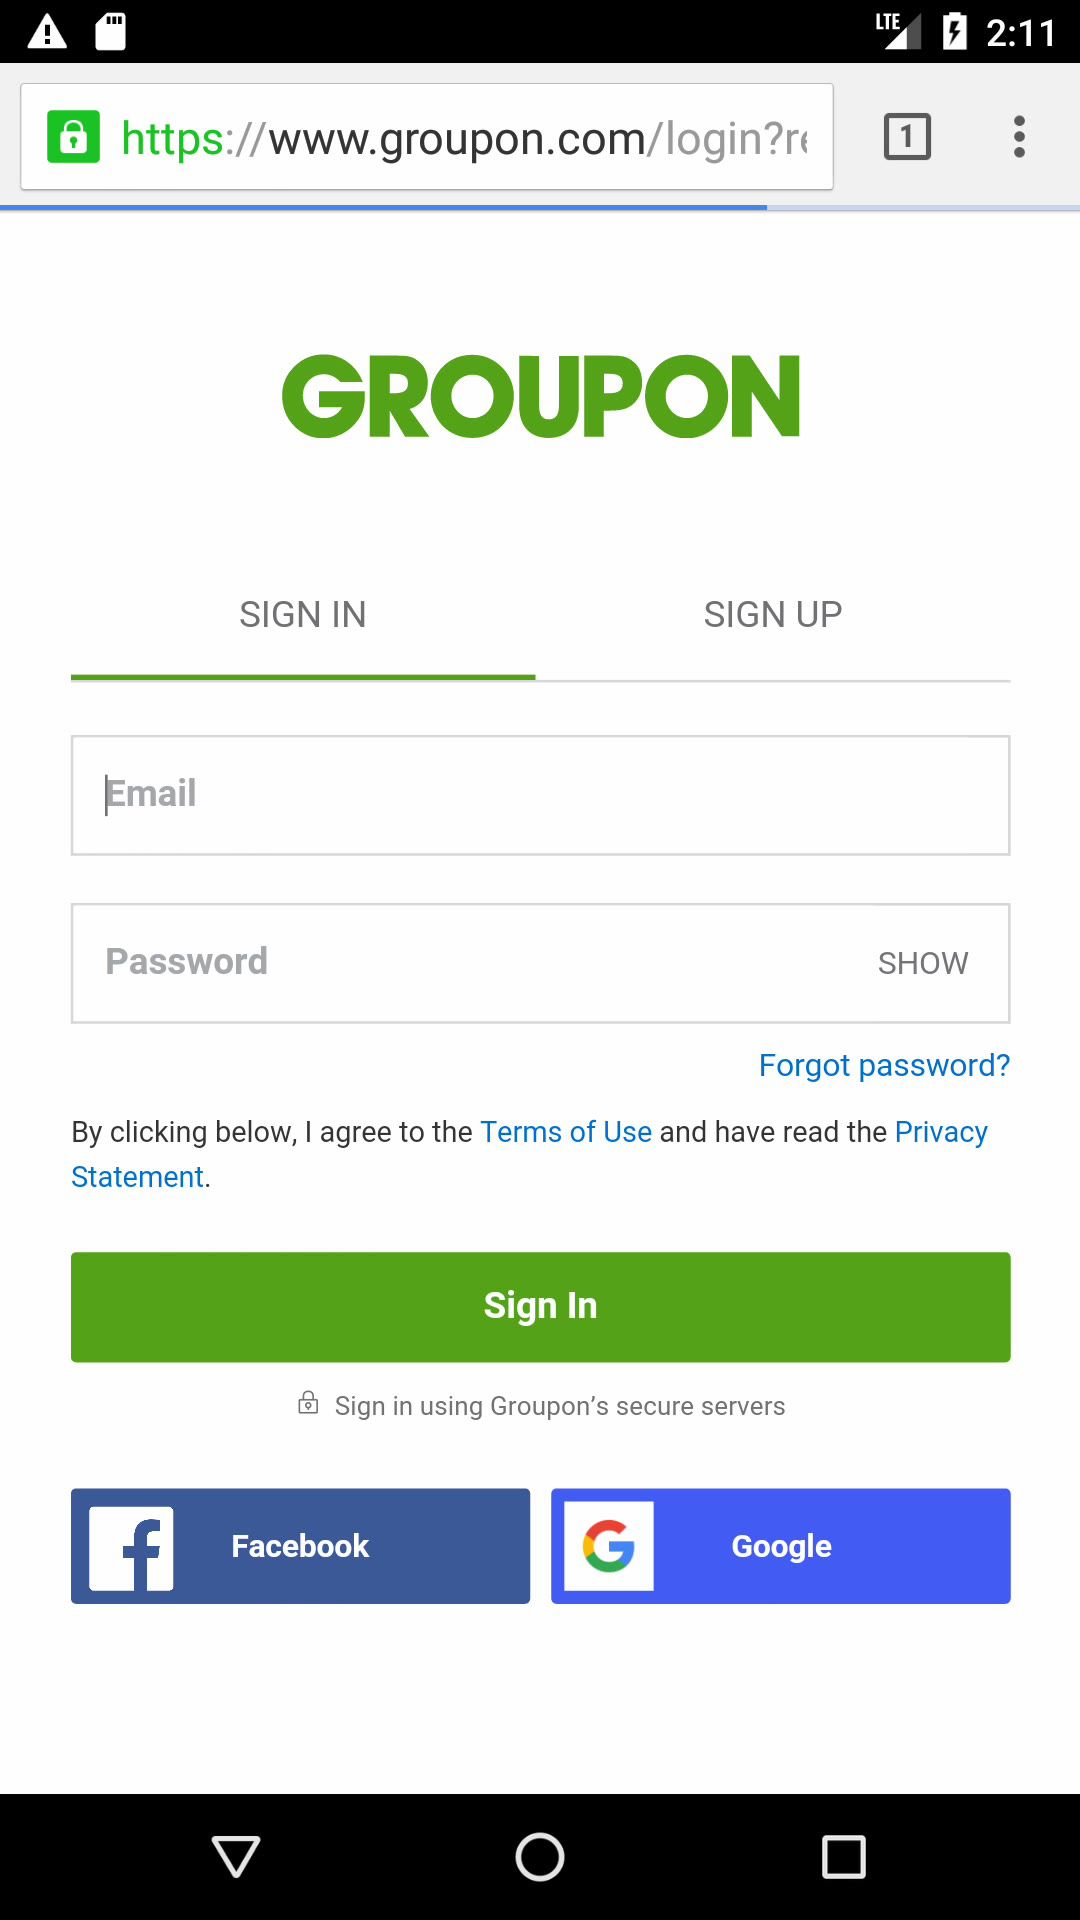 LTE 2:11
https://www.groupon.com/login?re
1
GROUPON
SIGN IN SIGN UP
Email
Password SHOW
Forgot password?
By clicking below, I agree to the Terms of Use and have read the Privacy
Statement.
Sign In
Sign in using Groupon’s secure servers
Facebook Google